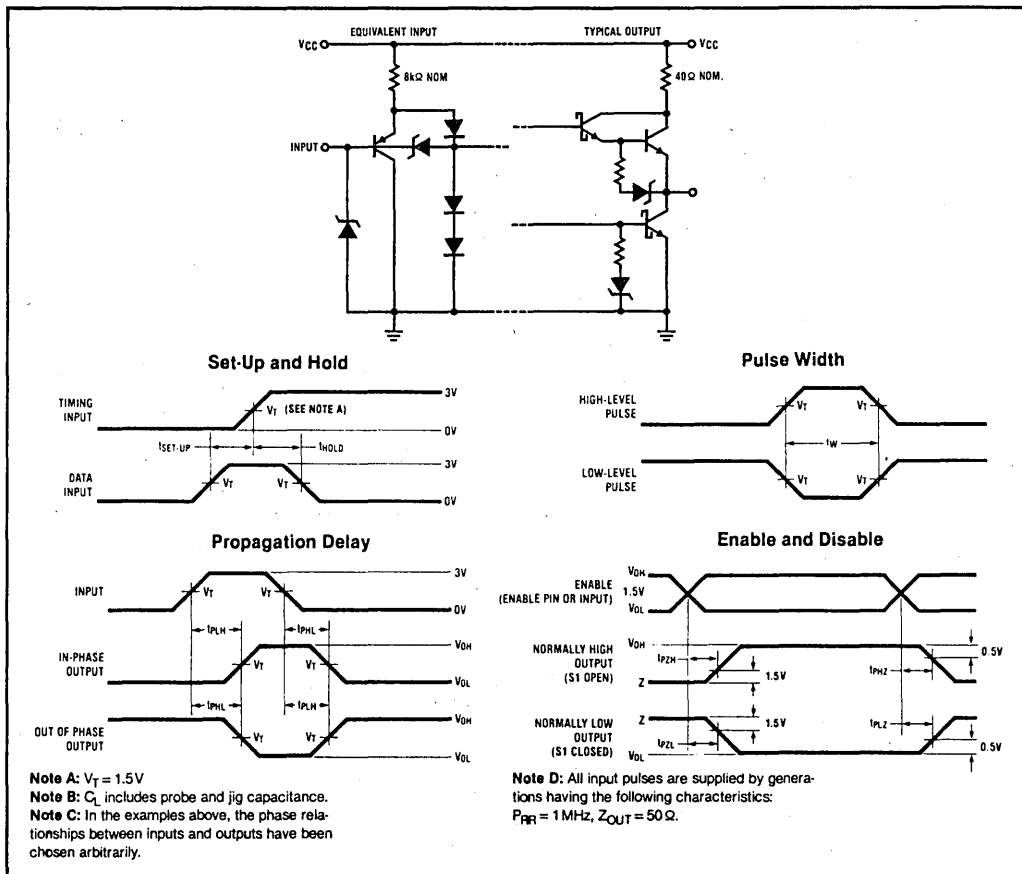 EQUIVALENT INPUT
TYPICAL OUTPUT
VCC
VCC
8kΩ NOM
40Ω NOM.
INPUT
Set-Up and Hold
TIMING INPUT
VT (SEE NOTE A)
3V
0V
tSET-UP
tHOLD
DATA INPUT
VT
VT
3V
0V
Pulse Width
HIGH-LEVEL PULSE
VT
VT
tW
LOW-LEVEL PULSE
VT
VT
Propagation Delay
INPUT
VT
VT
3V
0V
tPLH
tPHL
IN-PHASE OUTPUT
VT
VT
VOH
VOL
tPHL
tPLH
OUT OF PHASE OUTPUT
VT
VT
VOH
VOL
Enable and Disable
ENABLE (ENABLE PIN OR INPUT)
VOH
1.5V
VOL
NORMALLY HIGH OUTPUT (S1 OPEN)
VOH
Z
tPZH
1.5V
tPHZ
0.5V
NORMALLY LOW OUTPUT (S1 CLOSED)
Z
VOL
tPZL
1.5V
tPLZ
0.5V
Note A: VT = 1.5V
Note B: CL includes probe and jig capacitance.
Note C: In the examples above, the phase rela-
tionships between inputs and outputs have been
chosen arbitrarily.
Note D: All input pulses are supplied by genera-
tions having the following characteristics:
PRR = 1 MHz, ZOUT = 50 Ω.